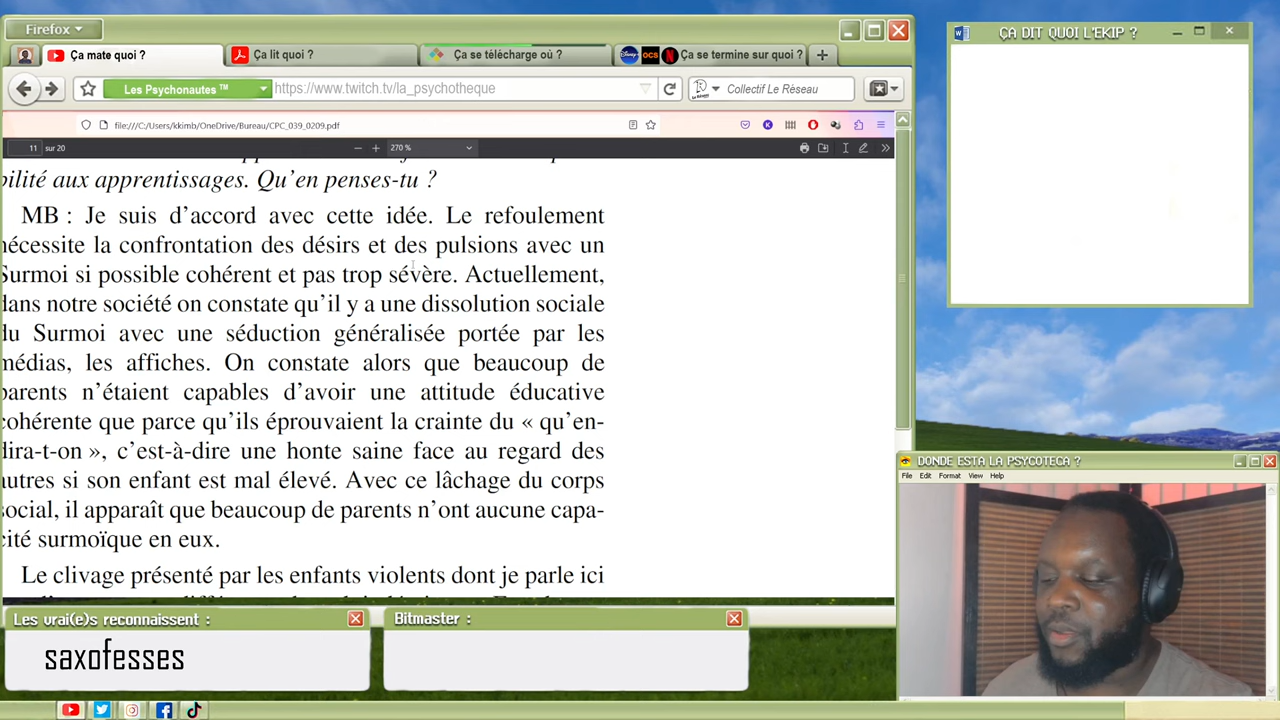 Firefox
ÇA DIT QUOI L'EKIP ?
Ça mate quoi ?
Ça lit quoi ?
Ça se télécharge où ?
Disney+
OCS
N
Ça se termine sur quoi ?
Les Psychonautes TM
https://www.twitch.tv/la_psychotheque
Collectif Le Réseau
file:///C:/Users/kkimb/OneDrive/Bureau/CPC_039_0209.pdf
11 sur 20
270 %
bilité aux apprentissages. Qu'en penses-tu ?
MB : Je suis d'accord avec cette idée. Le refoulement
nécessite la confrontation des désirs et des pulsions avec un
Surmoi si possible cohérent et pas trop sévère. Actuellement,
dans notre société on constate qu'il y a une dissolution sociale
du Surmoi avec une séduction généralisée portée par les
médias, les affiches. On constate alors que beaucoup de
parents n'étaient capables d'avoir une attitude éducative
cohérente que parce qu'ils éprouvaient la crainte du « qu'en-
dira-t-on », c'est-à-dire une honte saine face au regard des
autres si son enfant est mal élevé. Avec ce lâchage du corps
social, il apparaît que beaucoup de parents n'ont aucune capa-
cité surmoïque en eux.
Le clivage présenté par les enfants violents dont je parle ici
DONDE ESTA LA PSYCOTECA ?
File Edit Format View Help
Les vrai(e)s reconnaissent :
saxofesses
Bitmaster :